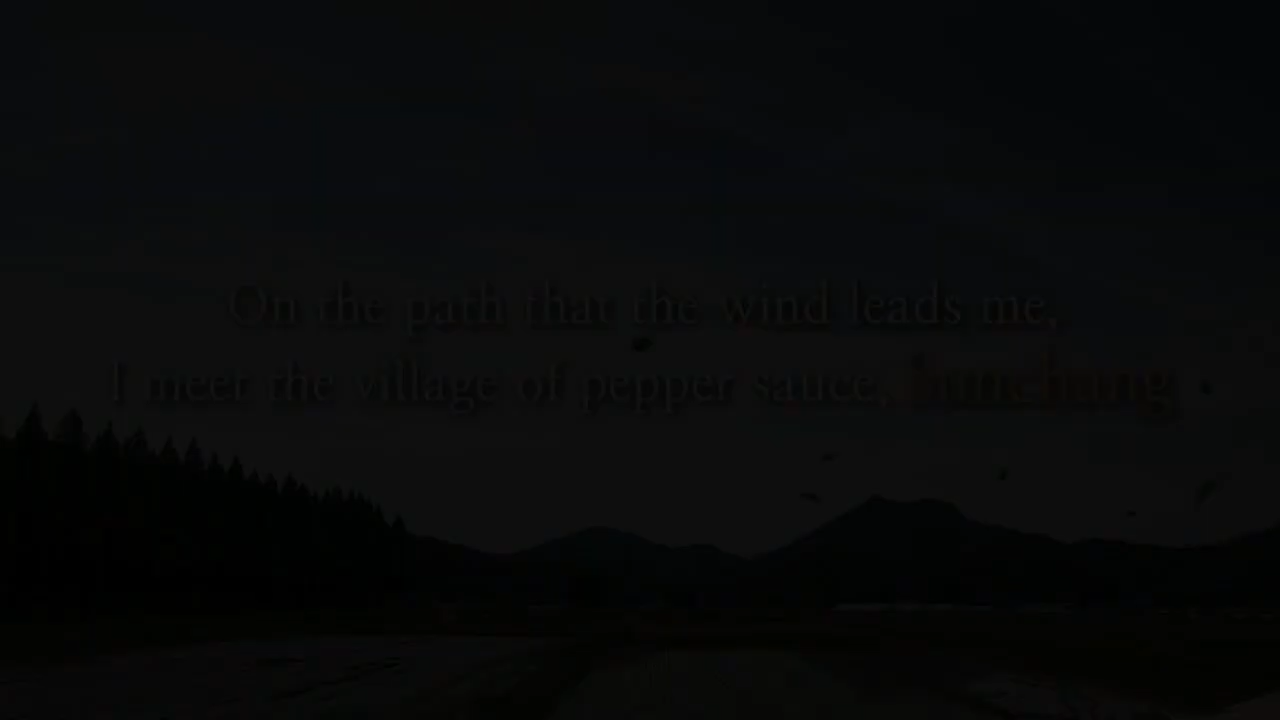 On the path that the wind leads me,
I meet the village of pepper sauce,